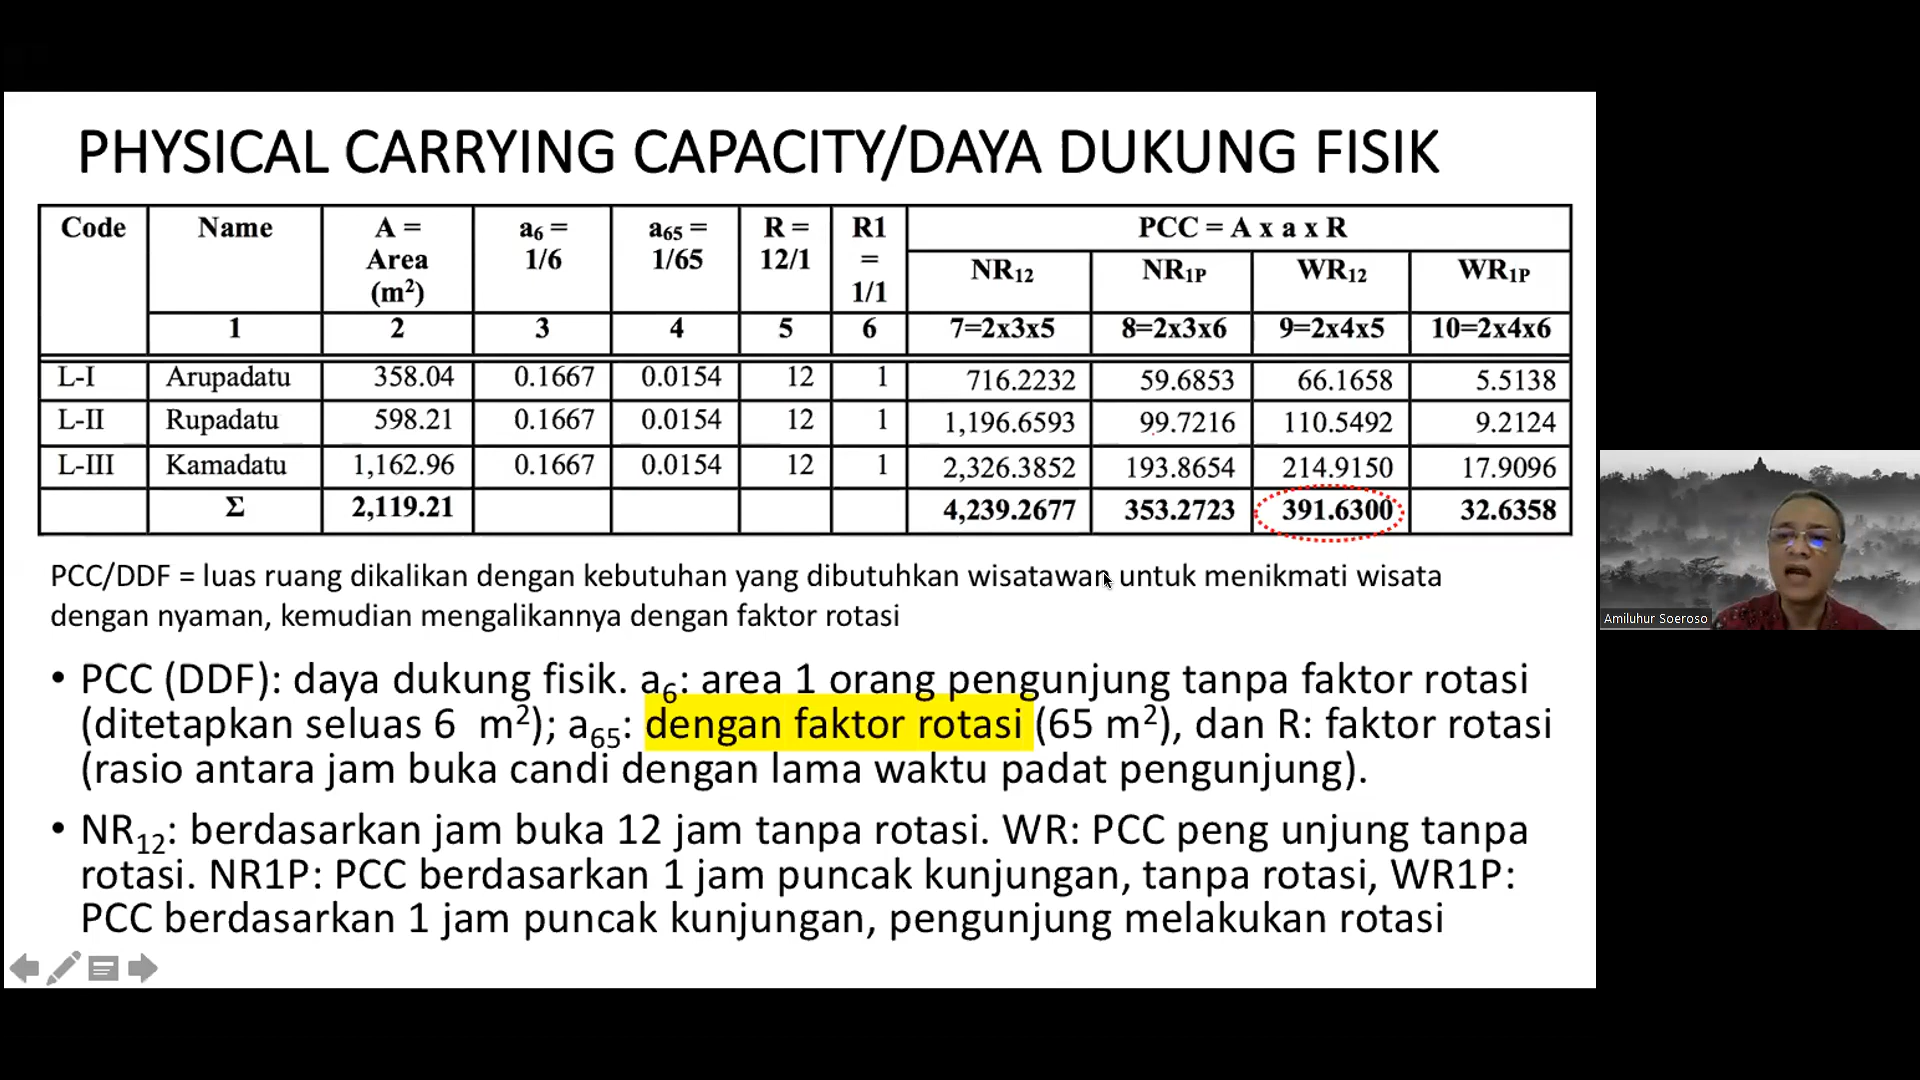 PHYSICAL CARRYING CAPACITY/DAYA DUKUNG FISIK
Code Name A = Area (m²) a₆ = 1/6 a₆₅ = 1/65 R = 12/1 R1 = 1/1 PCC = A x a x R
NR₁₂ NR₁P WR₁₂ WR₁P
1 2 3 4 5 6 7=2x3x5 8=2x3x6 9=2x4x5 10=2x4x6
L-I Arupadatu 358.04 0.1667 0.0154 12 1 716.2232 59.6853 66.1658 5.5138
L-II Rupadatu 598.21 0.1667 0.0154 12 1 1,196.6593 99.7216 110.5492 9.2124
L-III Kamadatu 1,162.96 0.1667 0.0154 12 1 2,326.3852 193.8654 214.9150 17.9096
Σ 2,119.21 4,239.2677 353.2723 391.6300 32.6358
PCC/DDF = luas ruang dikalikan dengan kebutuhan yang dibutuhkan wisatawan untuk menikmati wisata
dengan nyaman, kemudian mengalikannya dengan faktor rotasi
• PCC (DDF): daya dukung fisik. a₆: area 1 orang pengunjung tanpa faktor rotasi
(ditetapkan seluas 6 m²); a₆₅: dengan faktor rotasi (65 m²), dan R: faktor rotasi
(rasio antara jam buka candi dengan lama waktu padat pengunjung).
• NR₁₂: berdasarkan jam buka 12 jam tanpa rotasi. WR: PCC peng unjung tanpa
rotasi. NR1P: PCC berdasarkan 1 jam puncak kunjungan, tanpa rotasi, WR1P:
PCC berdasarkan 1 jam puncak kunjungan, pengunjung melakukan rotasi
Amiluhur Soeroso